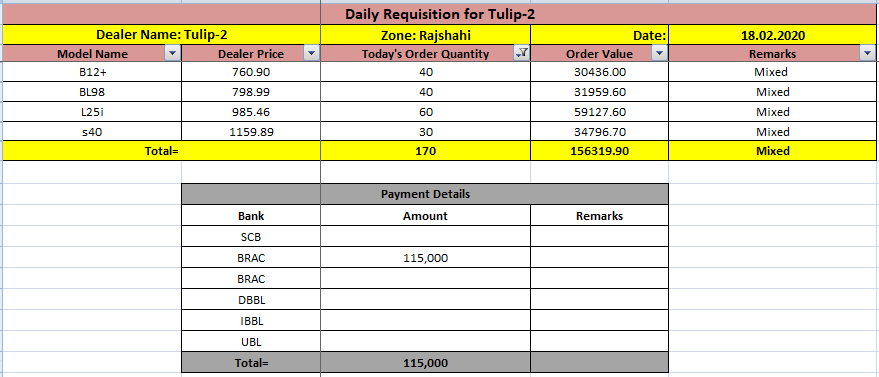 Daily Requisition for Tulip-2
Dealer Name: Tulip-2 Zone: Rajshahi Date: 18.02.2020
Model Name Dealer Price Today's Order Quantity Order Value Remarks
B12+ 760.90 40 30436.00 Mixed
BL98 798.99 40 31959.60 Mixed
L25i 985.46 60 59127.60 Mixed
s40 1159.89 30 34796.70 Mixed
Total= 170 156319.90 Mixed
Payment Details
Bank Amount Remarks
SCB
BRAC 115,000
BRAC
DBBL
IBBL
UBL
Total= 115,000